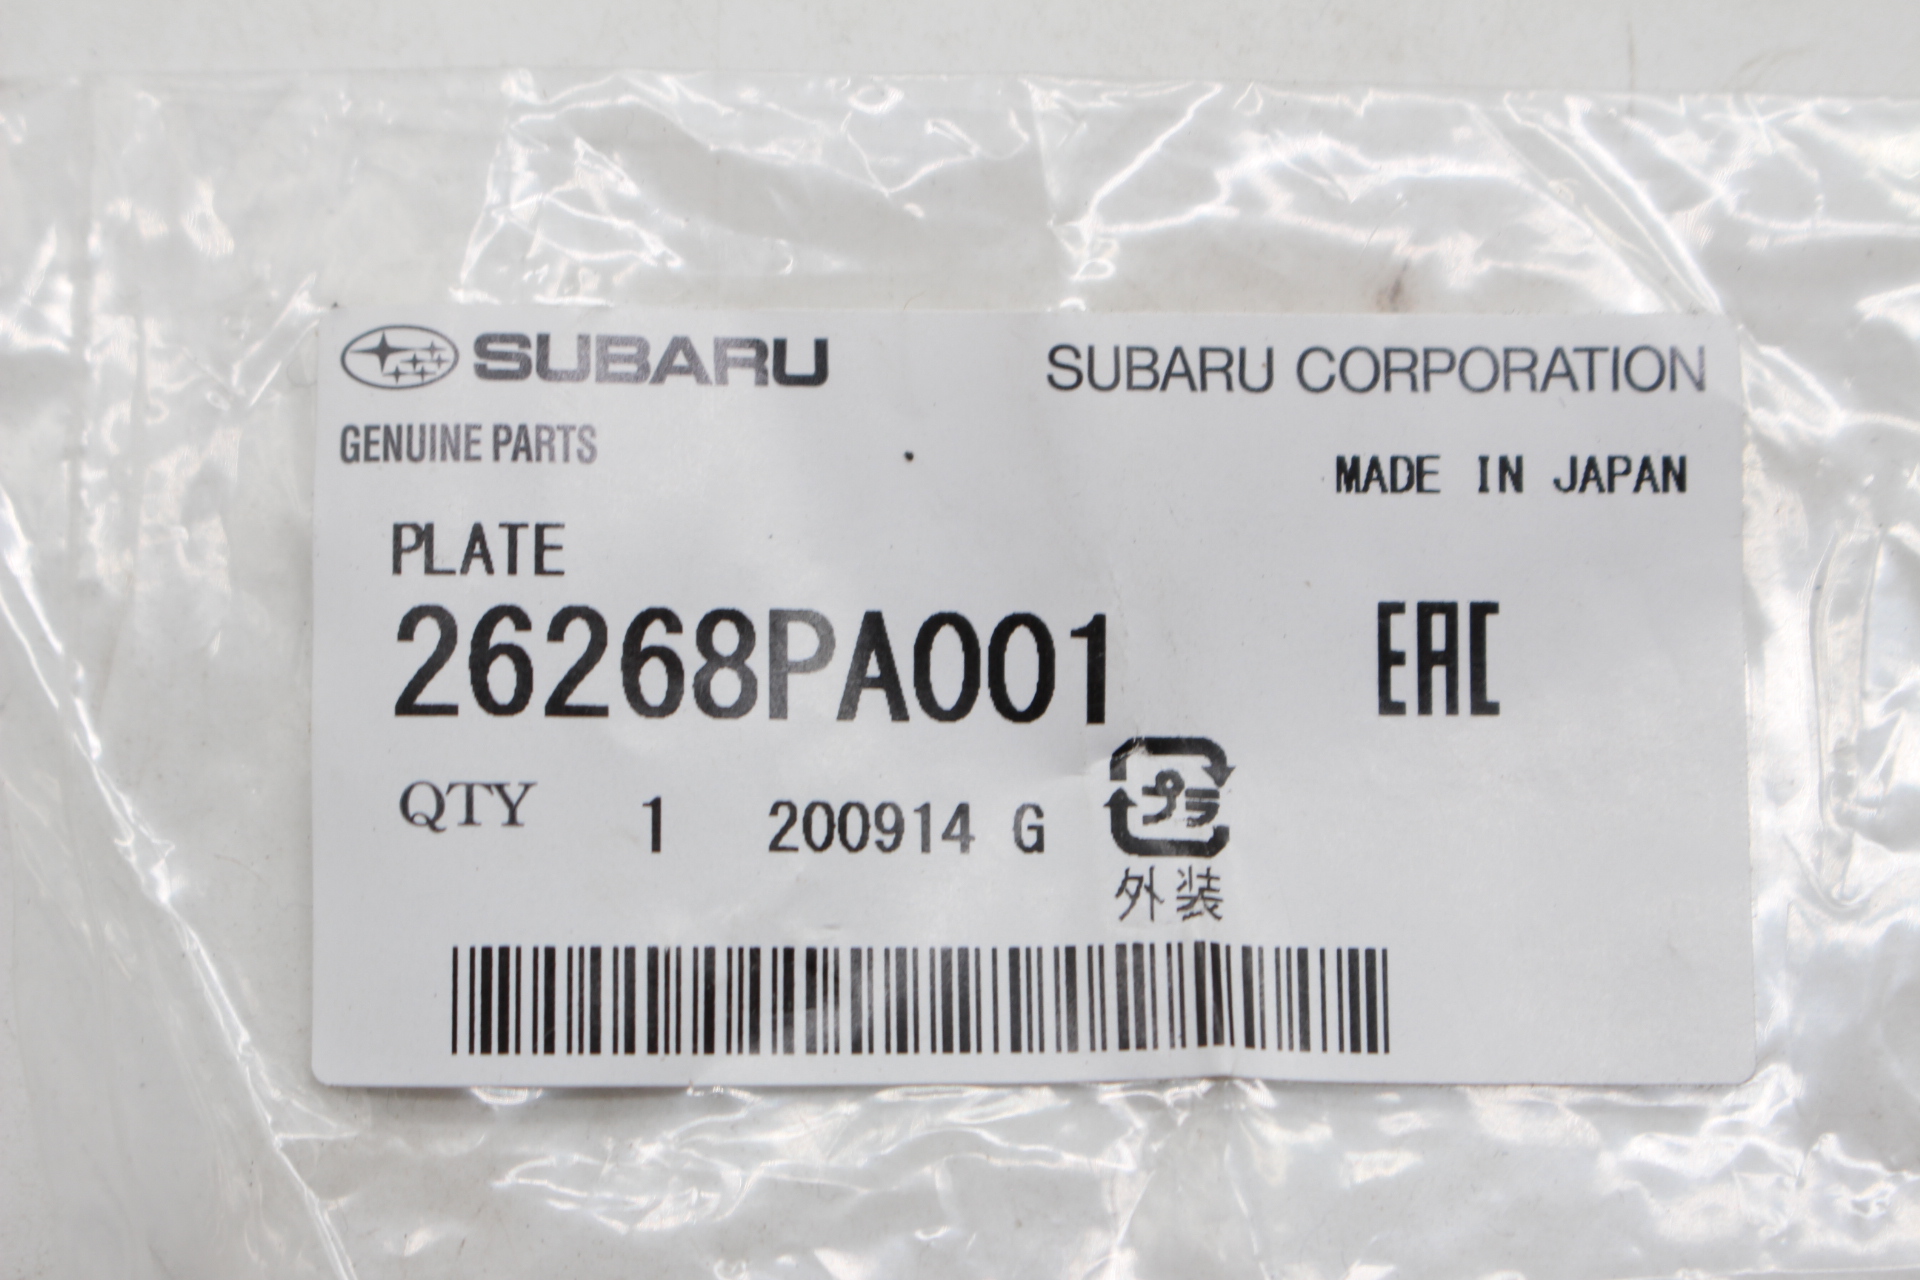 SUBARU
SUBARU CORPORATION
GENUINE PARTS
MADE IN JAPAN
PLATE
26268PA001
EAC
QTY 1 200914 G
プラ
外装